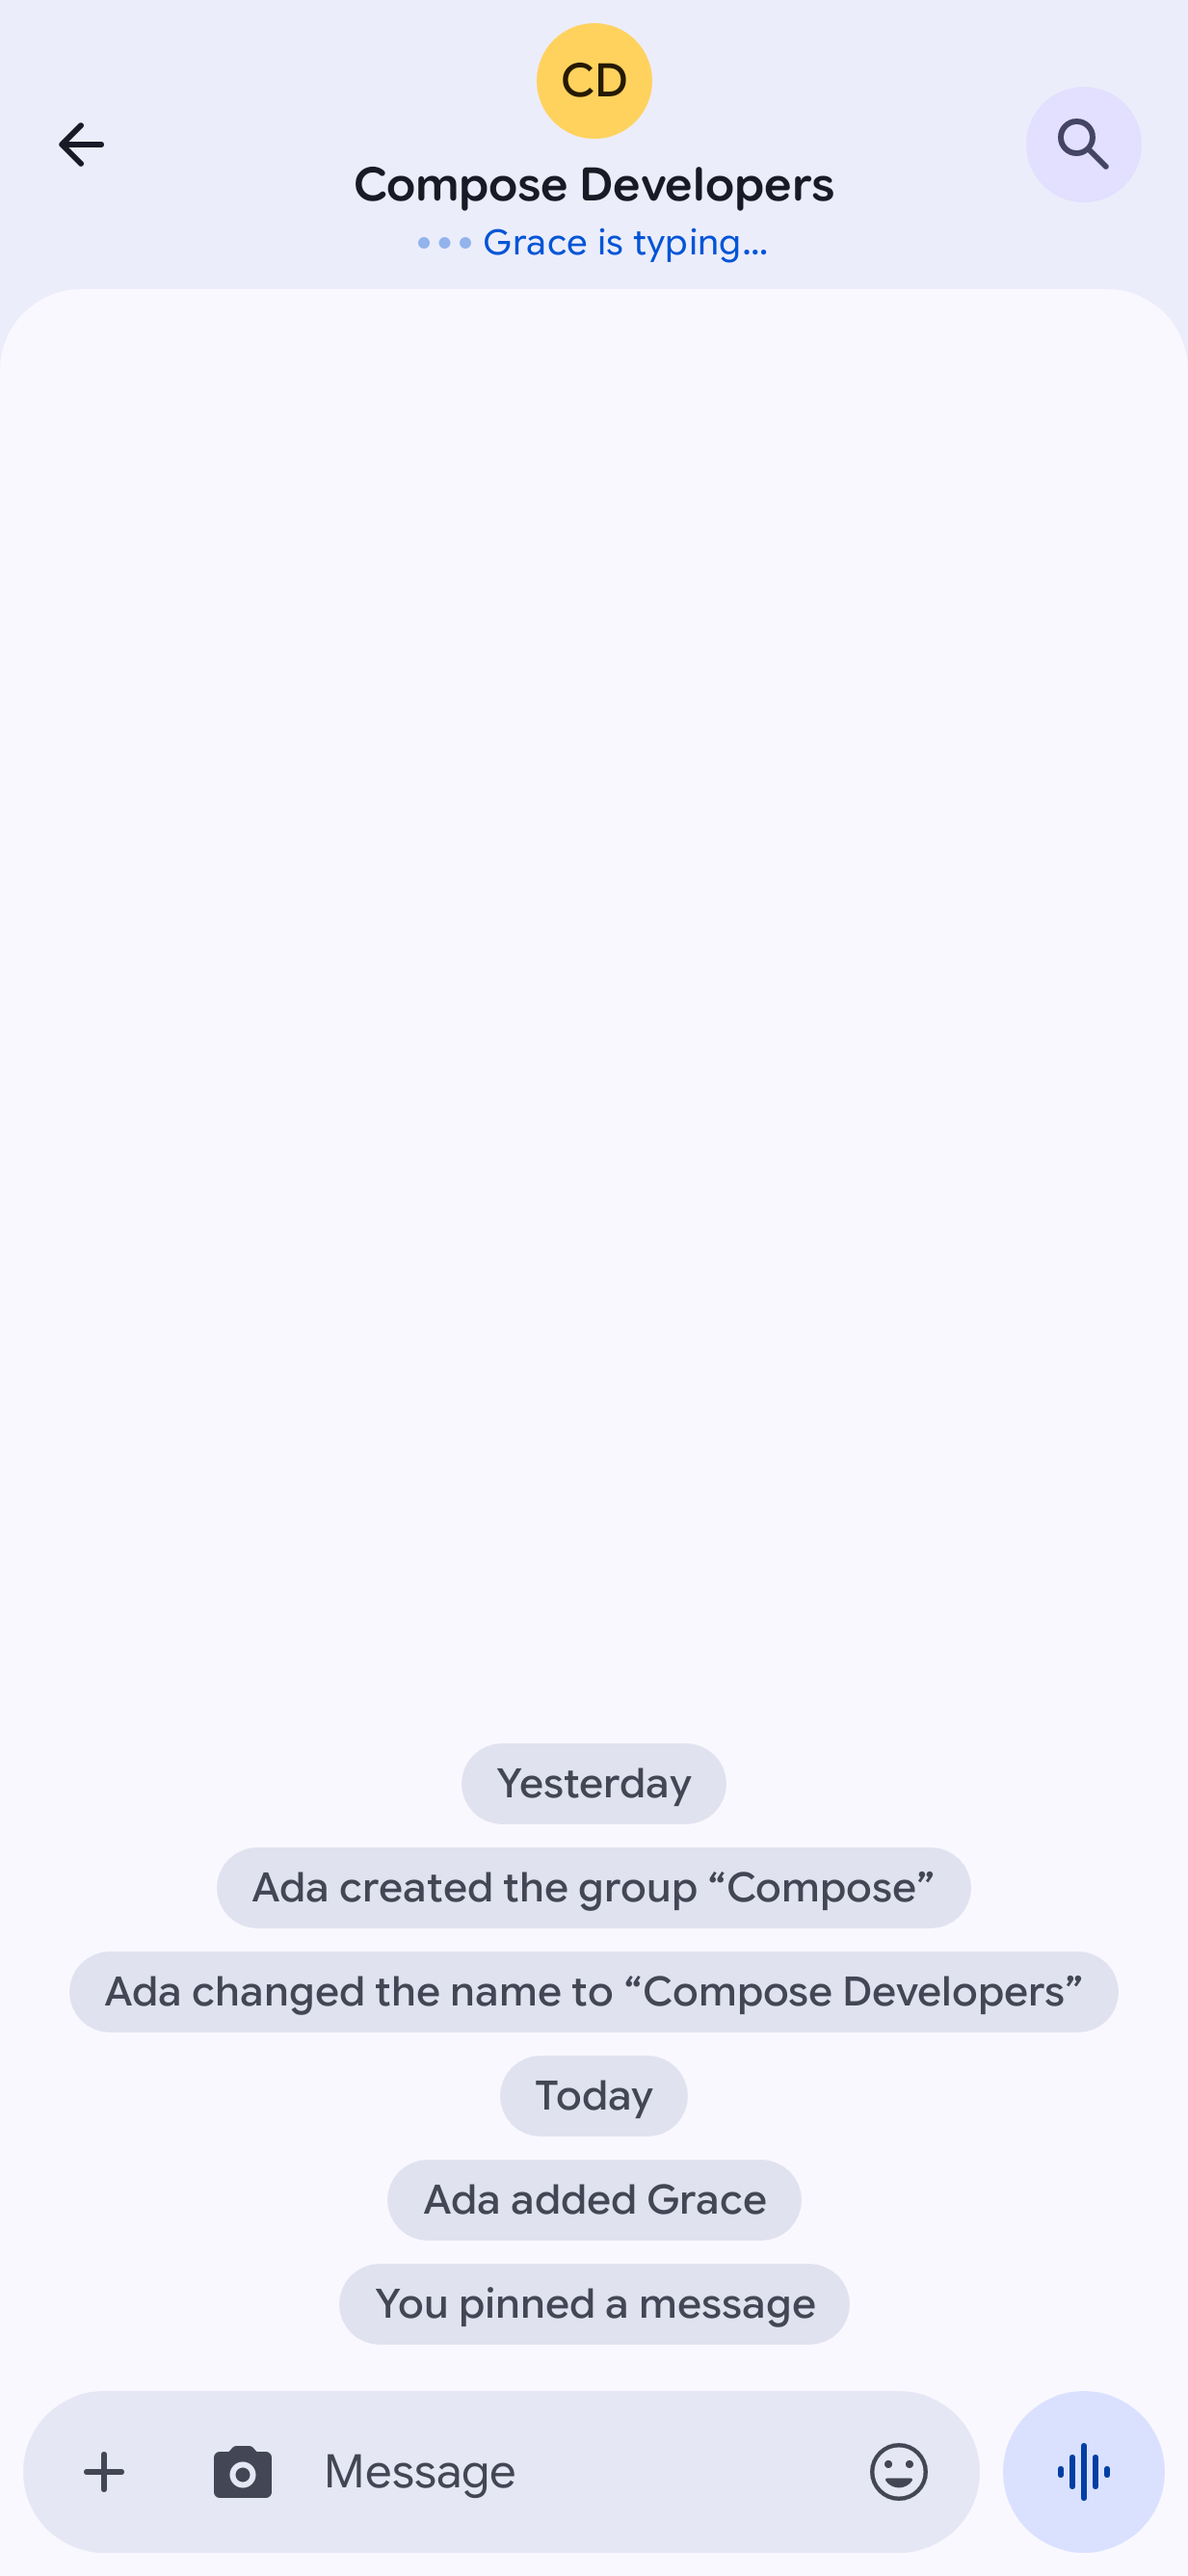 CD
Compose Developers
Grace is typing...
Yesterday
Ada created the group “Compose”
Ada changed the name to “Compose Developers”
Today
Ada added Grace
You pinned a message
Message